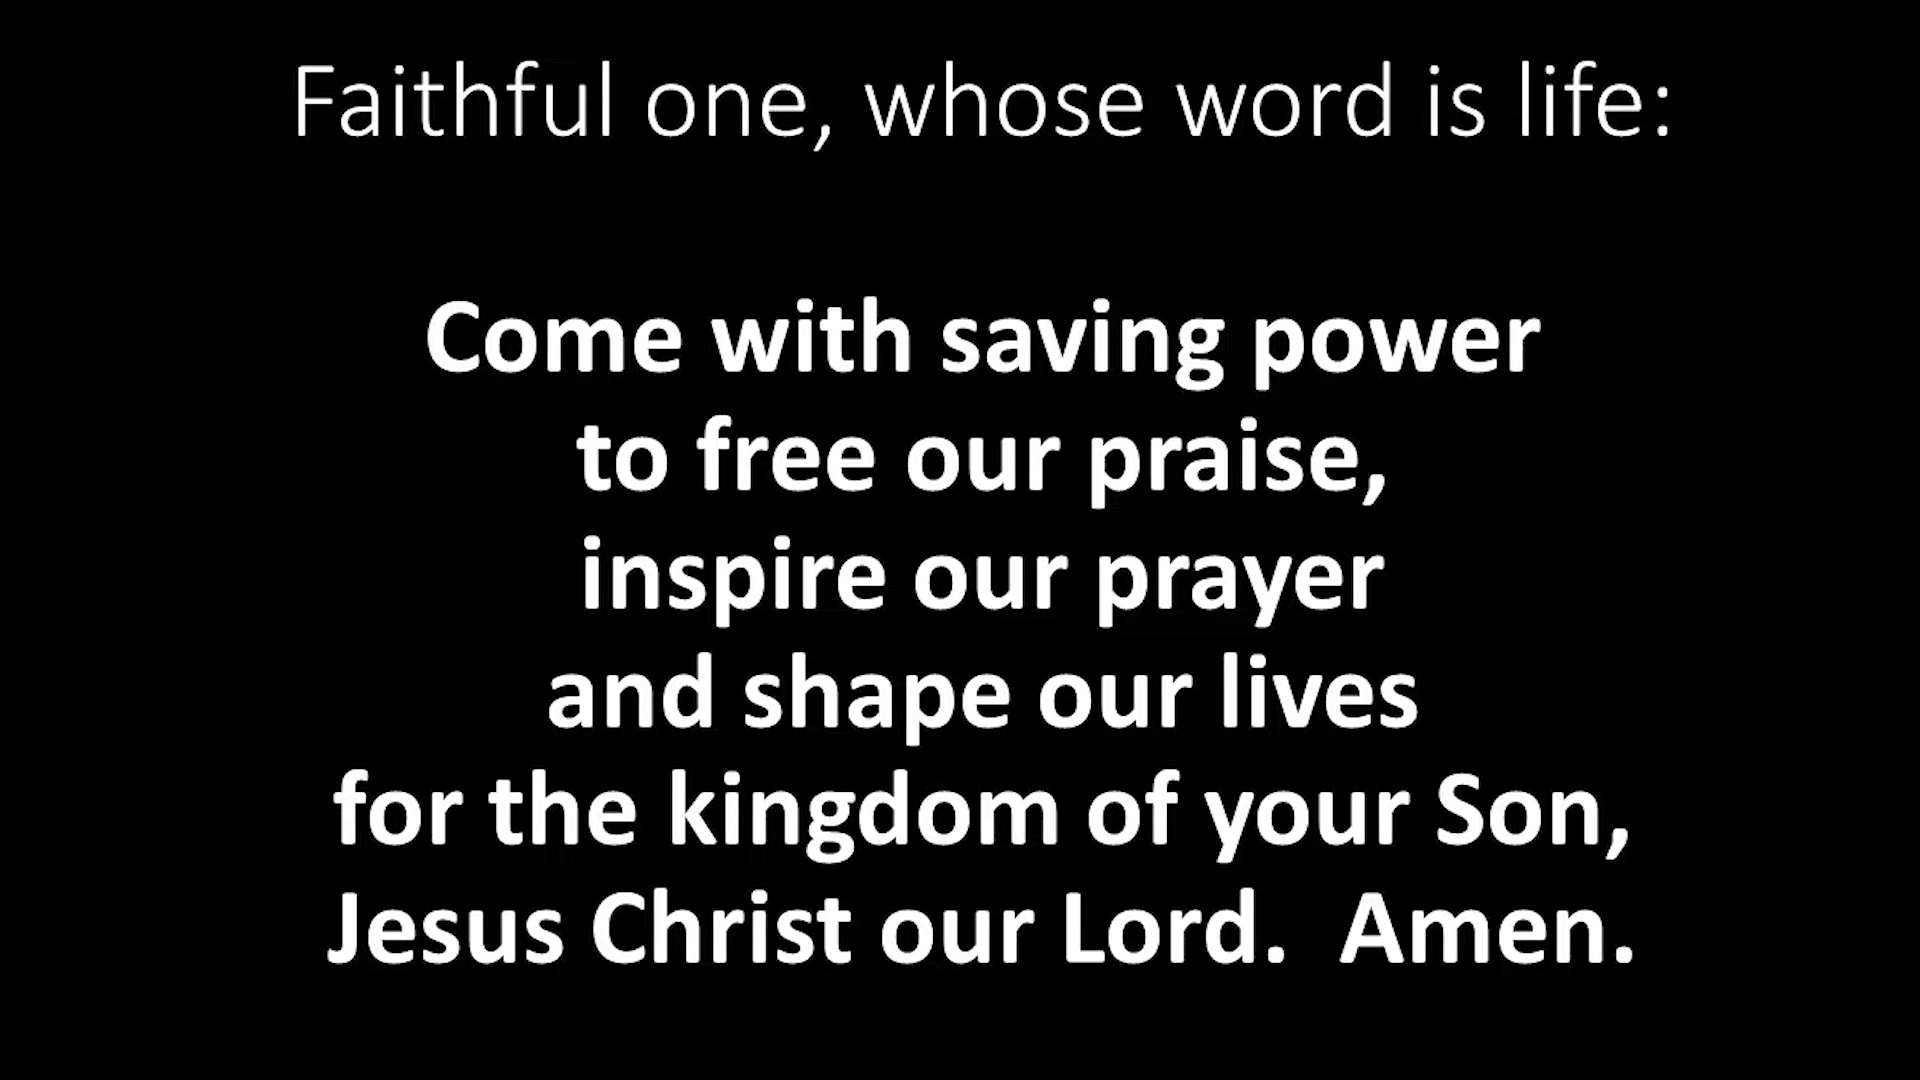 Faithful one, whose word is life:
Come with saving power
to free our praise,
inspire our prayer
and shape our lives
for the kingdom of your Son,
Jesus Christ our Lord.  Amen.